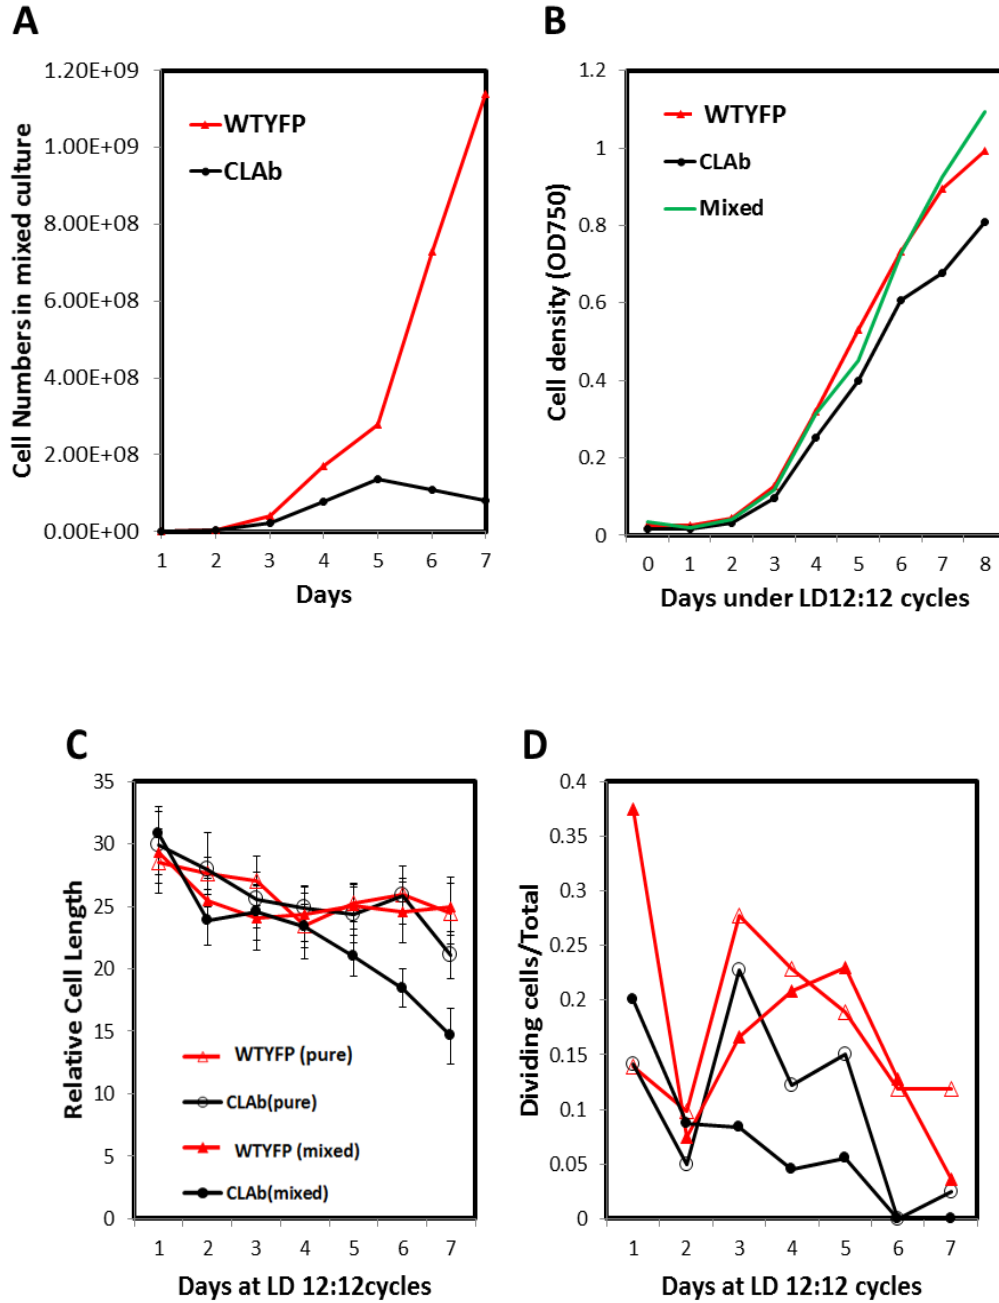 A
Cell Numbers in mixed culture
1.20E+09
1.00E+09
8.00E+08
6.00E+08
4.00E+08
2.00E+08
0.00E+00
WTYFP
CLAb
1 2 3 4 5 6 7
Days
B
Cell density (OD750)
1.2
1
0.8
0.6
0.4
0.2
0
WTYFP
CLAb
Mixed
0 1 2 3 4 5 6 7 8
Days under LD12:12 cycles
C
Relative Cell Length
35
30
25
20
15
10
5
0
WTYFP (pure)
CLAb(pure)
WTYFP (mixed)
CLAb(mixed)
1 2 3 4 5 6 7
Days at LD 12:12cycles
D
Dividing cells/Total
0.4
0.35
0.3
0.25
0.2
0.15
0.1
0.05
0
1 2 3 4 5 6 7
Days at LD 12:12 cycles